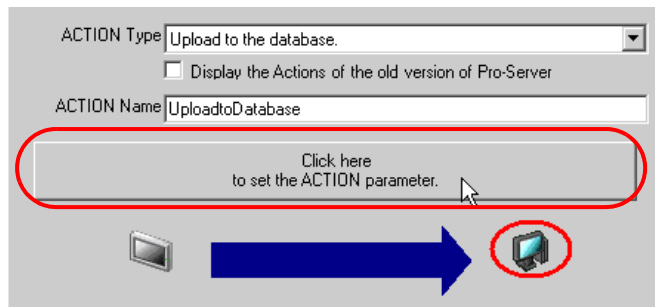 ACTION Type Upload to the database.
Display the Actions of the old version of Pro-Server
ACTION Name UploadtoDatabase
Click here
to set the ACTION parameter.